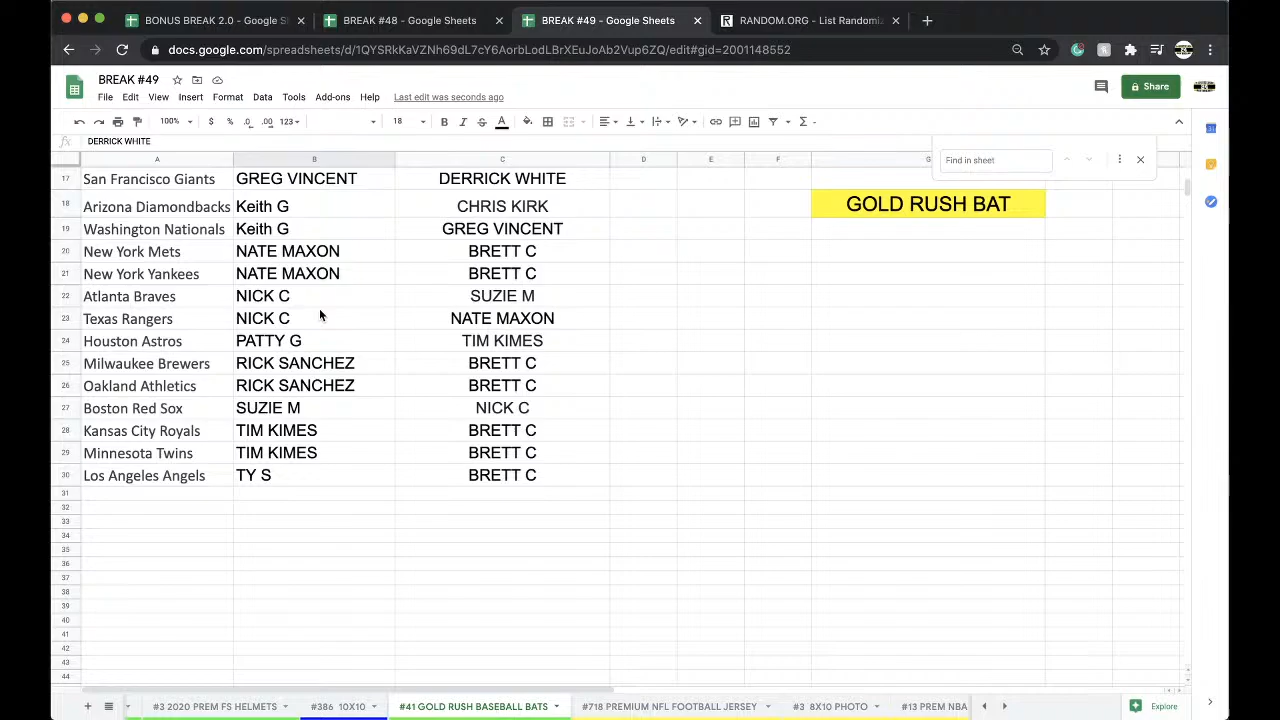 BONUS BREAK 2.0 - Google S
BREAK #48 - Google Sheets
BREAK #49 - Google Sheets
RANDOM.ORG - List Randomi
docs.google.com/spreadsheets/d/1QYSRkKaVZNh69dL7cY6AorbLodLBrXEuJoAb2Vup6ZQ/edit#gid=2001148552
BREAK #49
File Edit View Insert Format Data Tools Add-ons Help Last edit was seconds ago
Share
100% $ % .0 .00 123 18
fx DERRICK WHITE
Find in sheet
A B C D E F G
17 San Francisco Giants GREG VINCENT DERRICK WHITE
18 Arizona Diamondbacks Keith G CHRIS KIRK GOLD RUSH BAT
19 Washington Nationals Keith G GREG VINCENT
20 New York Mets NATE MAXON BRETT C
21 New York Yankees NATE MAXON BRETT C
22 Atlanta Braves NICK C SUZIE M
23 Texas Rangers NICK C NATE MAXON
24 Houston Astros PATTY G TIM KIMES
25 Milwaukee Brewers RICK SANCHEZ BRETT C
26 Oakland Athletics RICK SANCHEZ BRETT C
27 Boston Red Sox SUZIE M NICK C
28 Kansas City Royals TIM KIMES BRETT C
29 Minnesota Twins TIM KIMES BRETT C
30 Los Angeles Angels TY S BRETT C
31
32
33
34
35
36
37
38
39
40
41
42
43
44
#3 2020 PREM FS HELMETS #386 10X10 #41 GOLD RUSH BASEBALL BATS #718 PREMIUM NFL FOOTBALL JERSEY #3 8X10 PHOTO #13 PREM NBA Explore